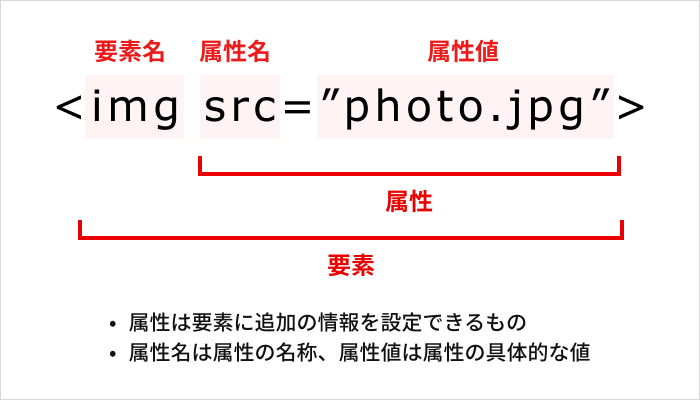 要素名 属性名 属性値
<img src=”photo.jpg”>
属性
要素
• 属性は要素に追加の情報を設定できるもの
• 属性名は属性の名称、属性値は属性の具体的な値